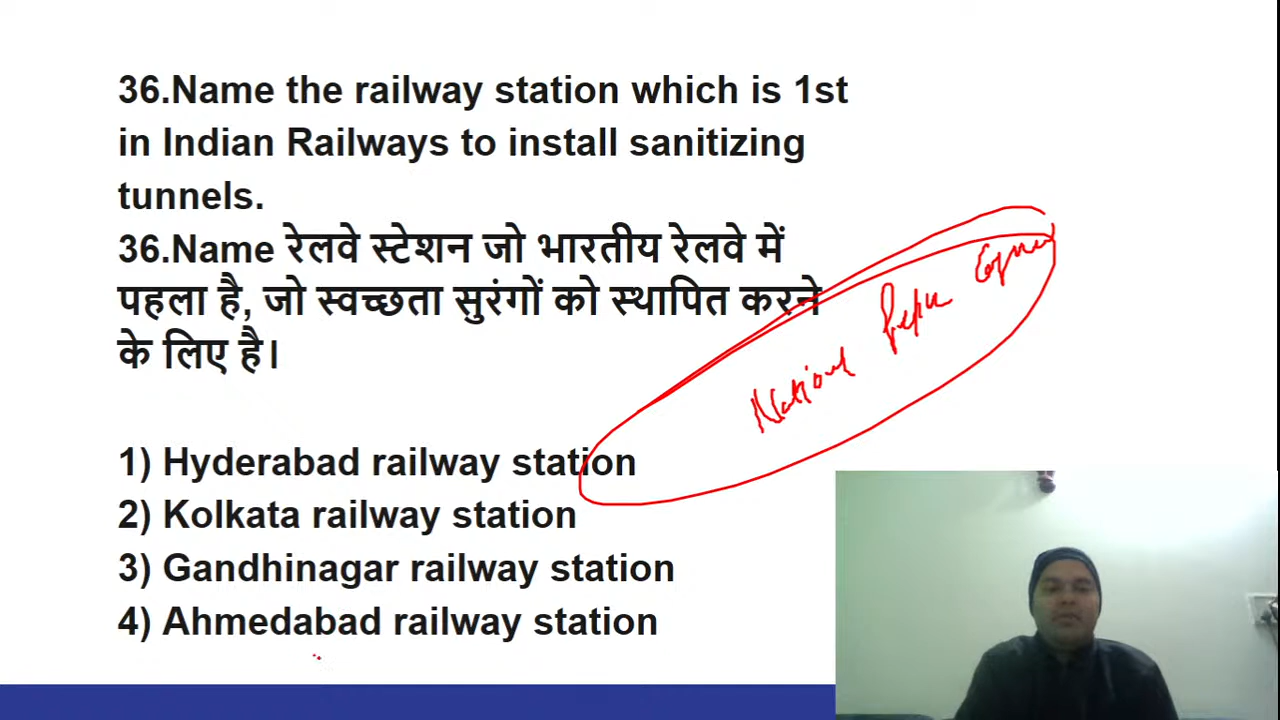 36.Name the railway station which is 1st
in Indian Railways to install sanitizing
tunnels.
36.Name रेलवे स्टेशन जो भारतीय रेलवे में
पहला है, जो स्वच्छता सुरंगों को स्थापित करने
के लिए है।
National
1) Hyderabad railway station
2) Kolkata railway station
3) Gandhinagar railway station
4) Ahmedabad railway station